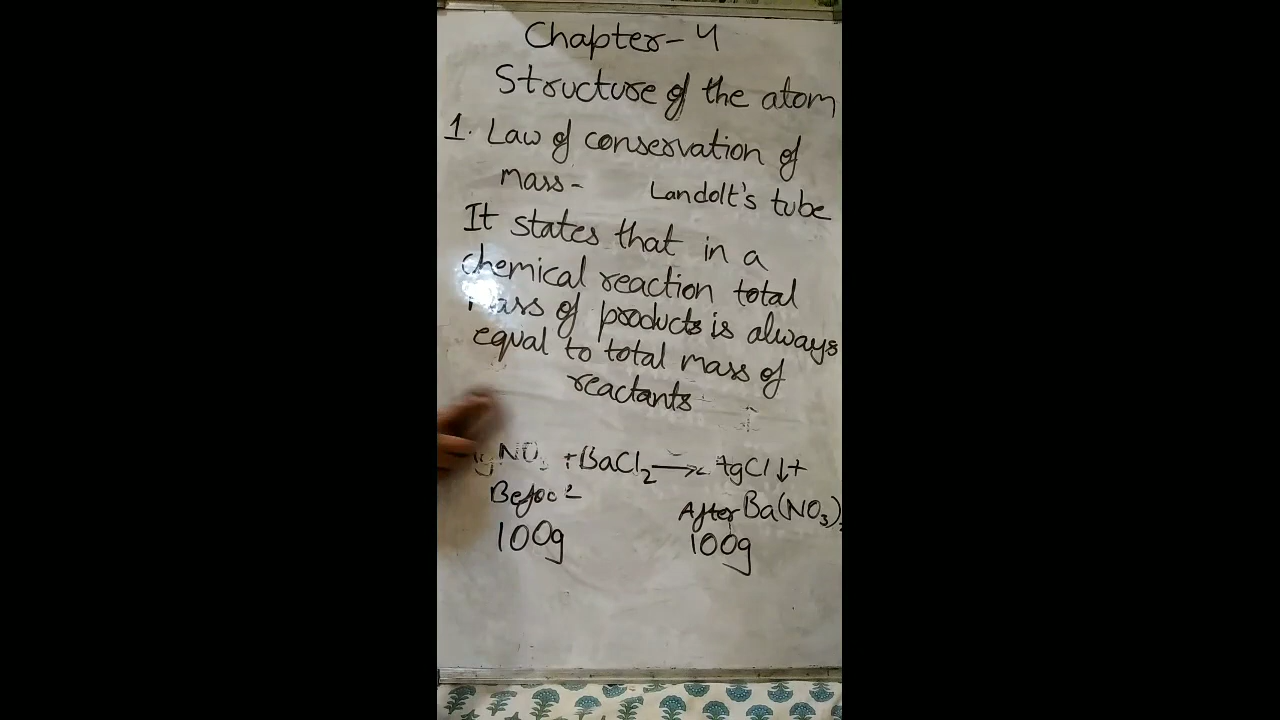 Chapter-4
Structure of the atom
1. Law of conservation of
mass- Landolt's tube
It states that in a
chemical reaction total
mass of products is always
equal to total mass of
reactants
+BaCl2 → AgCl↓+
After Ba(NO3)2
100g 100g